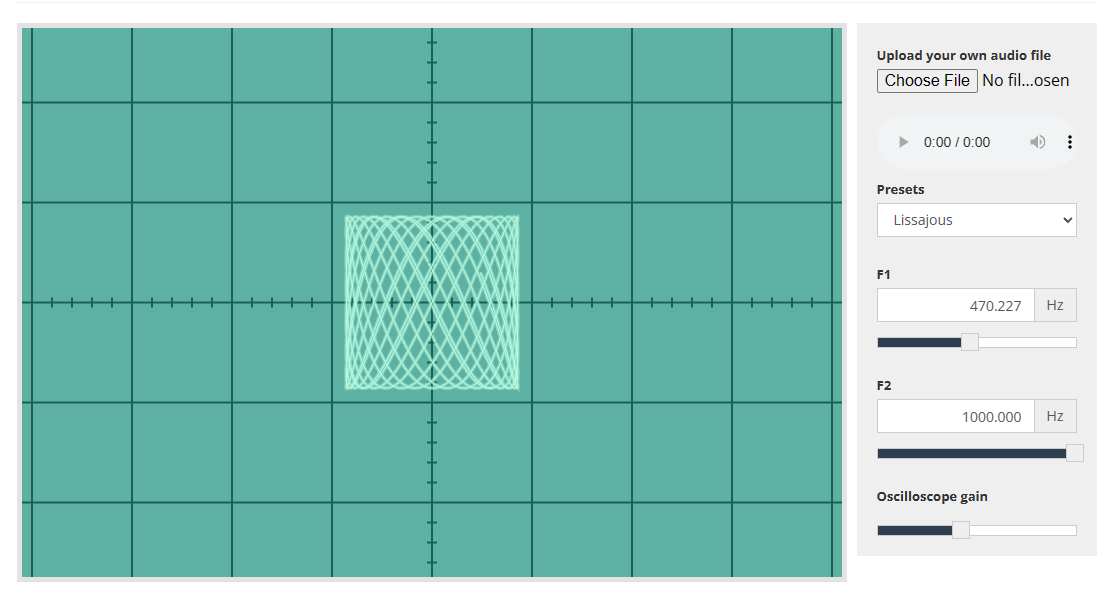 Upload your own audio file
Choose File No fil...osen
0:00 / 0:00
Presets
Lissajous
F1
470.227 Hz
F2
1000.000 Hz
Oscilloscope gain